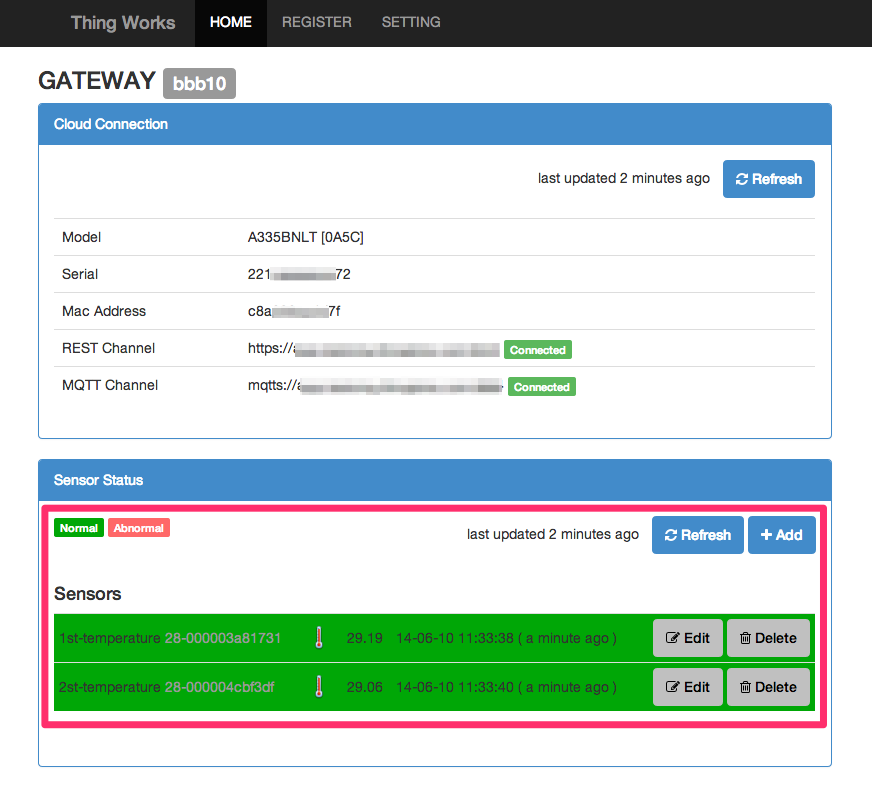 Thing Works HOME REGISTER SETTING
GATEWAY bbb10
Cloud Connection
last updated 2 minutes ago Refresh
Model A335BNLT [0A5C]
Serial 221 72
Mac Address c8a 7f
REST Channel https:// Connected
MQTT Channel mqtts:// Connected
Sensor Status
Normal Abnormal last updated 2 minutes ago Refresh Add
Sensors
1st-temperature 28-000003a81731 29.19 14-06-10 11:33:38 ( a minute ago ) Edit Delete
2st-temperature 28-000004cbf3df 29.06 14-06-10 11:33:40 ( a minute ago ) Edit Delete